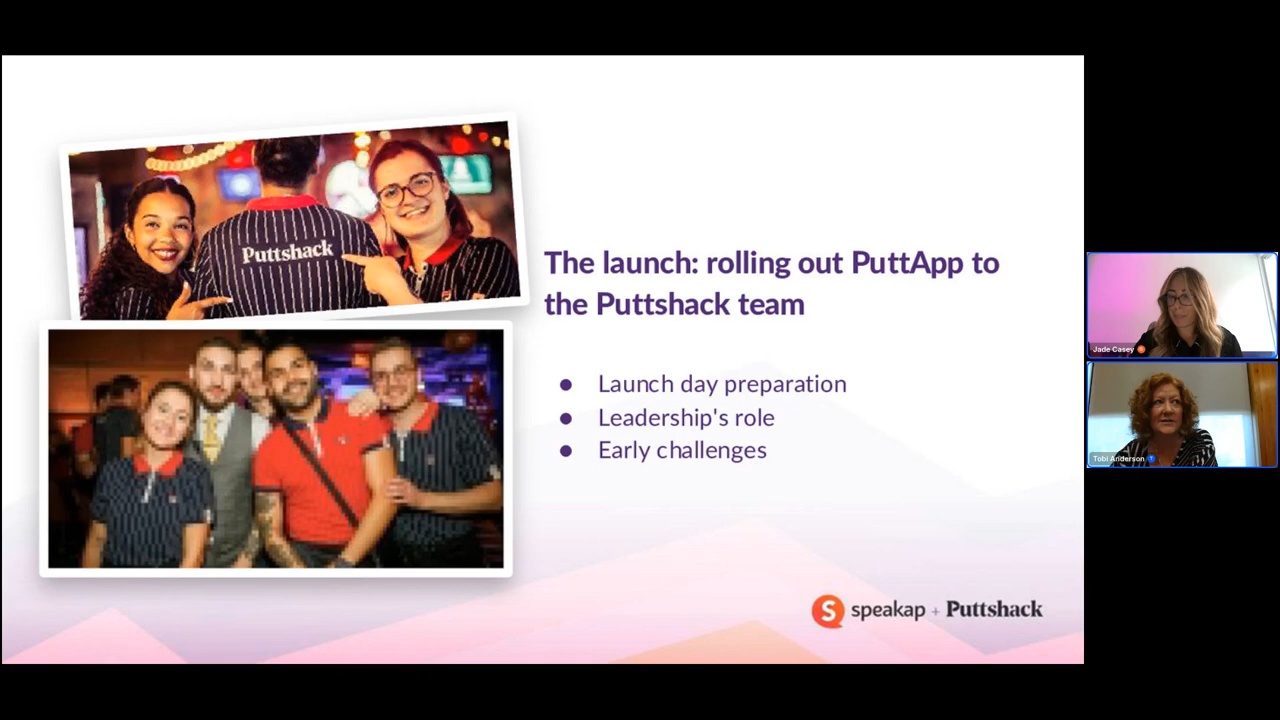 Puttshack
The launch: rolling out PuttApp to
the Puttshack team
● Launch day preparation
● Leadership's role
● Early challenges
Jade Casey
Tobi Anderson
S speakap + Puttshack